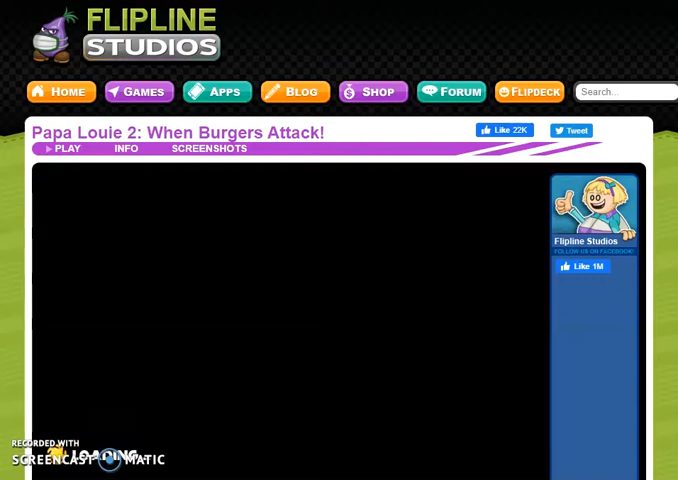 FLIPLINE
STUDIOS
HOME GAMES APPS BLOG SHOP FORUM FLIPDECK Search...
Papa Louie 2: When Burgers Attack!
Like 22K Tweet
PLAY INFO SCREENSHOTS
Flipline Studios
FOLLOW US ON FACEBOOK!
Like 1M
RECORDED WITH
LOADING..
SCREENCAST MATIC